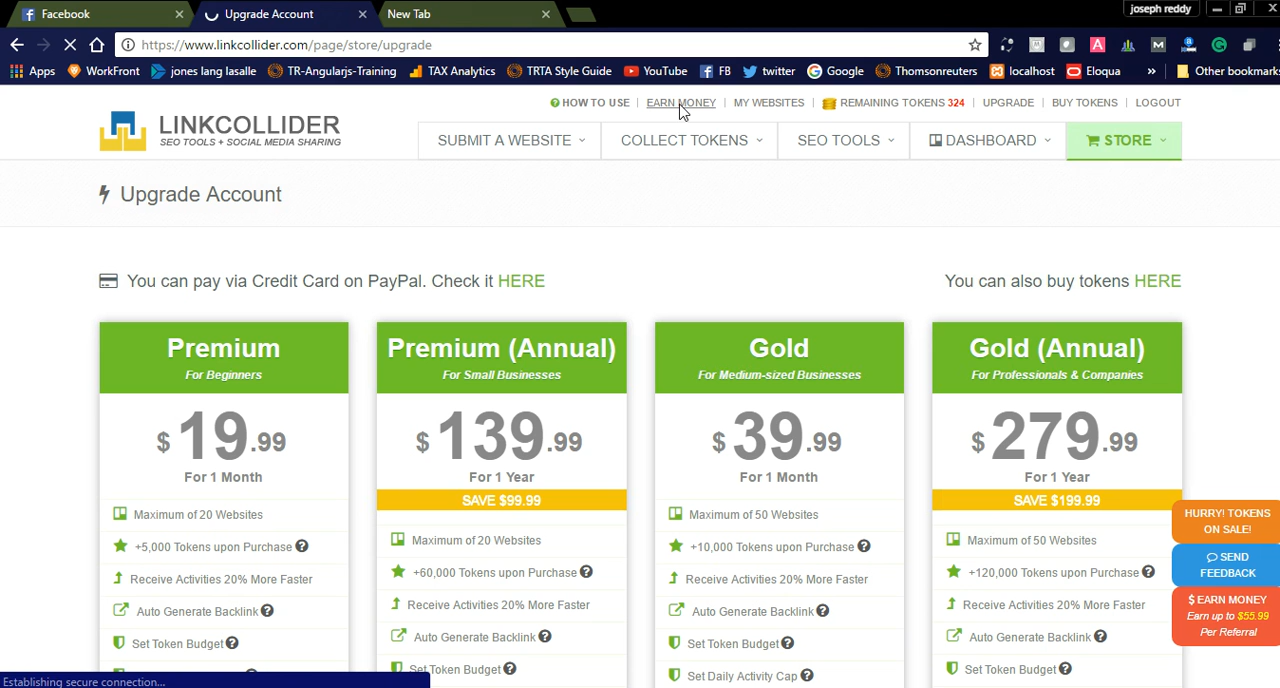 Facebook
Upgrade Account
New Tab
joseph reddy
https://www.linkcollider.com/page/store/upgrade
Apps
WorkFront
jones lang lasalle
TR-Angularjs-Training
TAX Analytics
TRTA Style Guide
YouTube
FB
twitter
Google
Thomsonreuters
localhost
Eloqua
»
Other bookmarks
HOW TO USE | EARN MONEY | MY WEBSITES | REMAINING TOKENS 324 | UPGRADE | BUY TOKENS | LOGOUT
LINKCOLLIDER
SEO TOOLS + SOCIAL MEDIA SHARING
SUBMIT A WEBSITE
COLLECT TOKENS
SEO TOOLS
DASHBOARD
STORE
Upgrade Account
You can pay via Credit Card on PayPal. Check it HERE
You can also buy tokens HERE
Premium
For Beginners
$ 19.99
For 1 Month
Maximum of 20 Websites
+5,000 Tokens upon Purchase
Receive Activities 20% More Faster
Auto Generate Backlink
Set Token Budget
Premium (Annual)
For Small Businesses
$ 139.99
For 1 Year
SAVE $99.99
Maximum of 20 Websites
+60,000 Tokens upon Purchase
Receive Activities 20% More Faster
Auto Generate Backlink
Set Token Budget
Gold
For Medium-sized Businesses
$ 39.99
For 1 Month
Maximum of 50 Websites
+10,000 Tokens upon Purchase
Receive Activities 20% More Faster
Auto Generate Backlink
Set Token Budget
Set Daily Activity Cap
Gold (Annual)
For Professionals & Companies
$ 279.99
For 1 Year
SAVE $199.99
Maximum of 50 Websites
+120,000 Tokens upon Purchase
Receive Activities 20% More Faster
Auto Generate Backlink
Set Token Budget
HURRY! TOKENS
ON SALE!
SEND
FEEDBACK
$ EARN MONEY
Earn up to $55.99
Per Referral
Establishing secure connection...